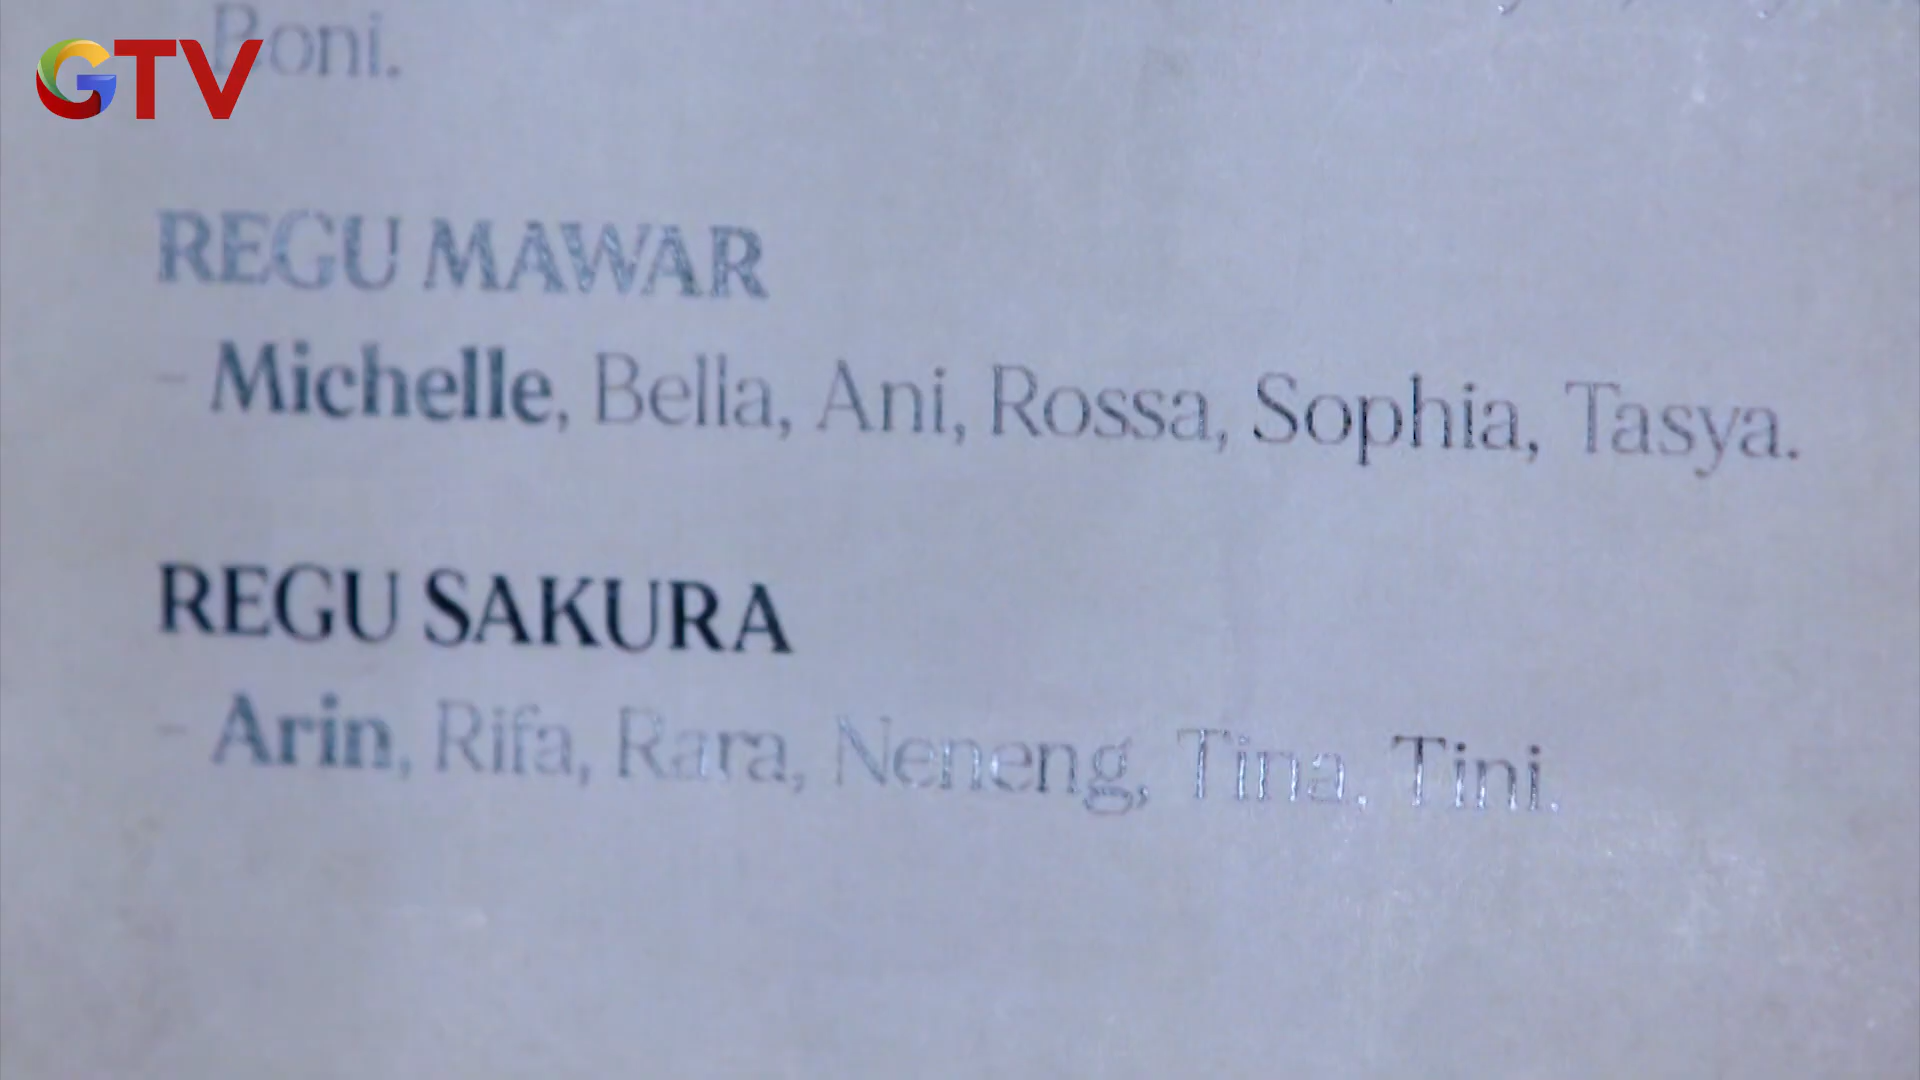 GTV
Boni.
REGU MAWAR
- Michelle, Bella, Ani, Rossa, Sophia, Tasya.
REGU SAKURA
- Arin, Rifa, Rara, Neneng, Tina, Tini.